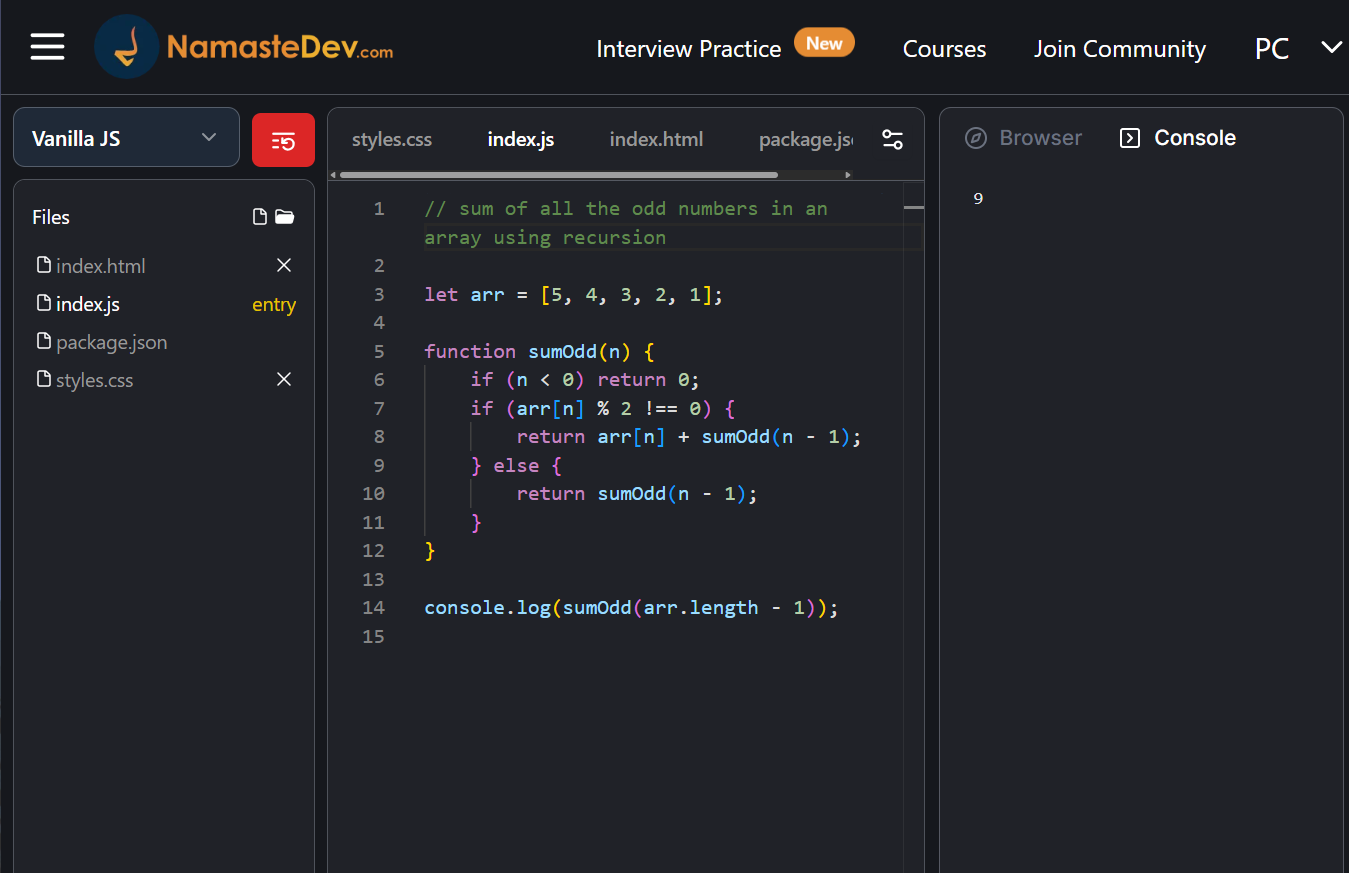 NamasteDev.com
Interview Practice New Courses Join Community PC
Vanilla JS
Files
index.html
index.js entry
package.json
styles.css
styles.css index.js index.html package.js
1 // sum of all the odd numbers in an
array using recursion
2
3 let arr = [5, 4, 3, 2, 1];
4
5 function sumOdd(n) {
6 if (n < 0) return 0;
7 if (arr[n] % 2 !== 0) {
8 return arr[n] + sumOdd(n - 1);
9 } else {
10 return sumOdd(n - 1);
11 }
12 }
13
14 console.log(sumOdd(arr.length - 1));
15
Browser Console
9